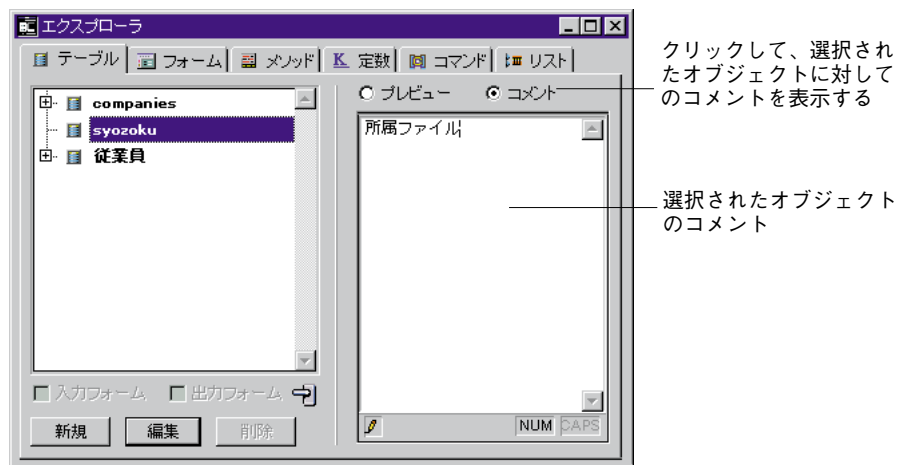 エクスプローラ
テーブル フォーム メソッド K 定数 コマンド リスト
companies
syozoku
従業員
プレビュー コメント
所属ファイル
入力フォーム 出力フォーム
新規 編集 削除
NUM CAPS
クリックして、選択され
たオブジェクトに対して
のコメントを表示する
選択されたオブジェクト
のコメント